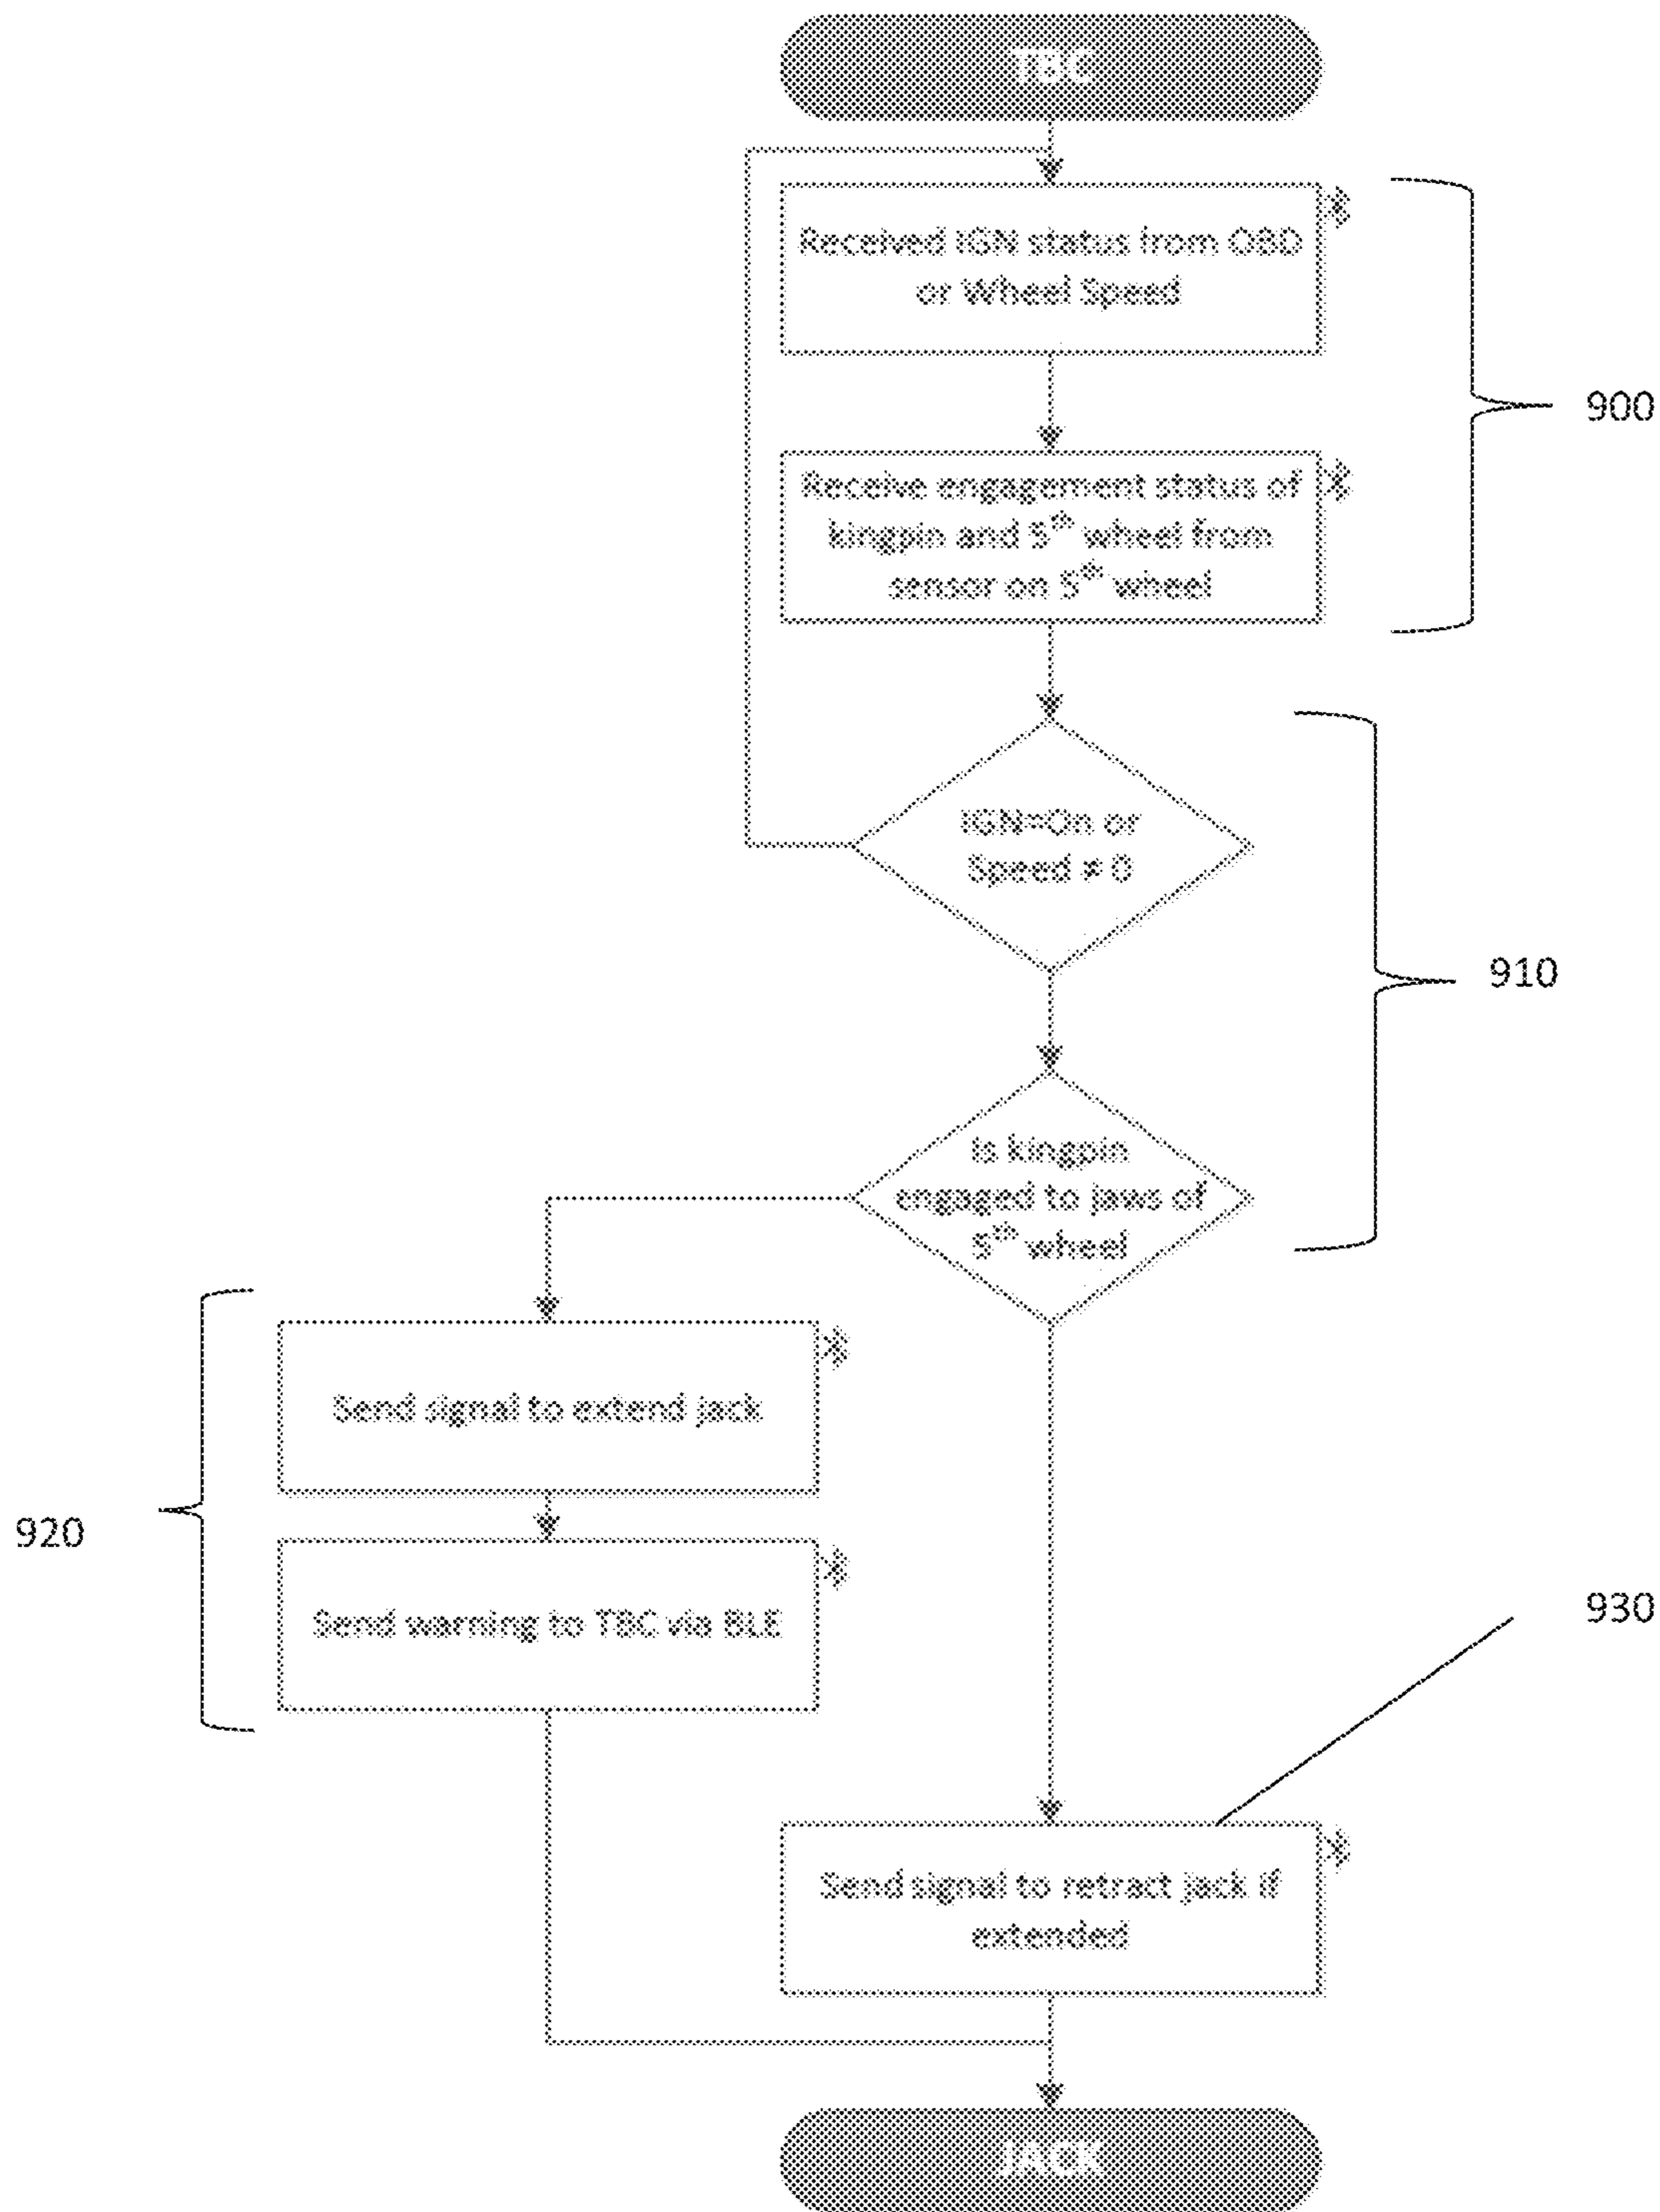 TBC
Received IGN status from OBD
or Wheel Speed
900
Receive engagement status of
kingpin and 5th wheel from
sensor on 5th wheel
IGN=On or
Speed ≠ 0
910
Is kingpin
engaged to jaws of
5th wheel
Send signal to extend jack
920
Send warning to TBC via BLE
930
Send signal to retract jack if
extended
JACK